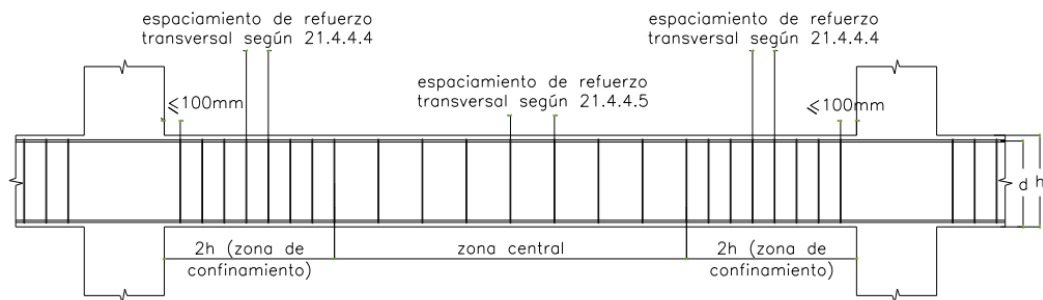 espaciamiento de refuerzo
transversal según 21.4.4.4
espaciamiento de refuerzo
transversal según 21.4.4.4
espaciamiento de refuerzo
transversal según 21.4.4.5
≤100mm
≤100mm
d
h
2h (zona de
confinamiento)
zona central
2h (zona de
confinamiento)